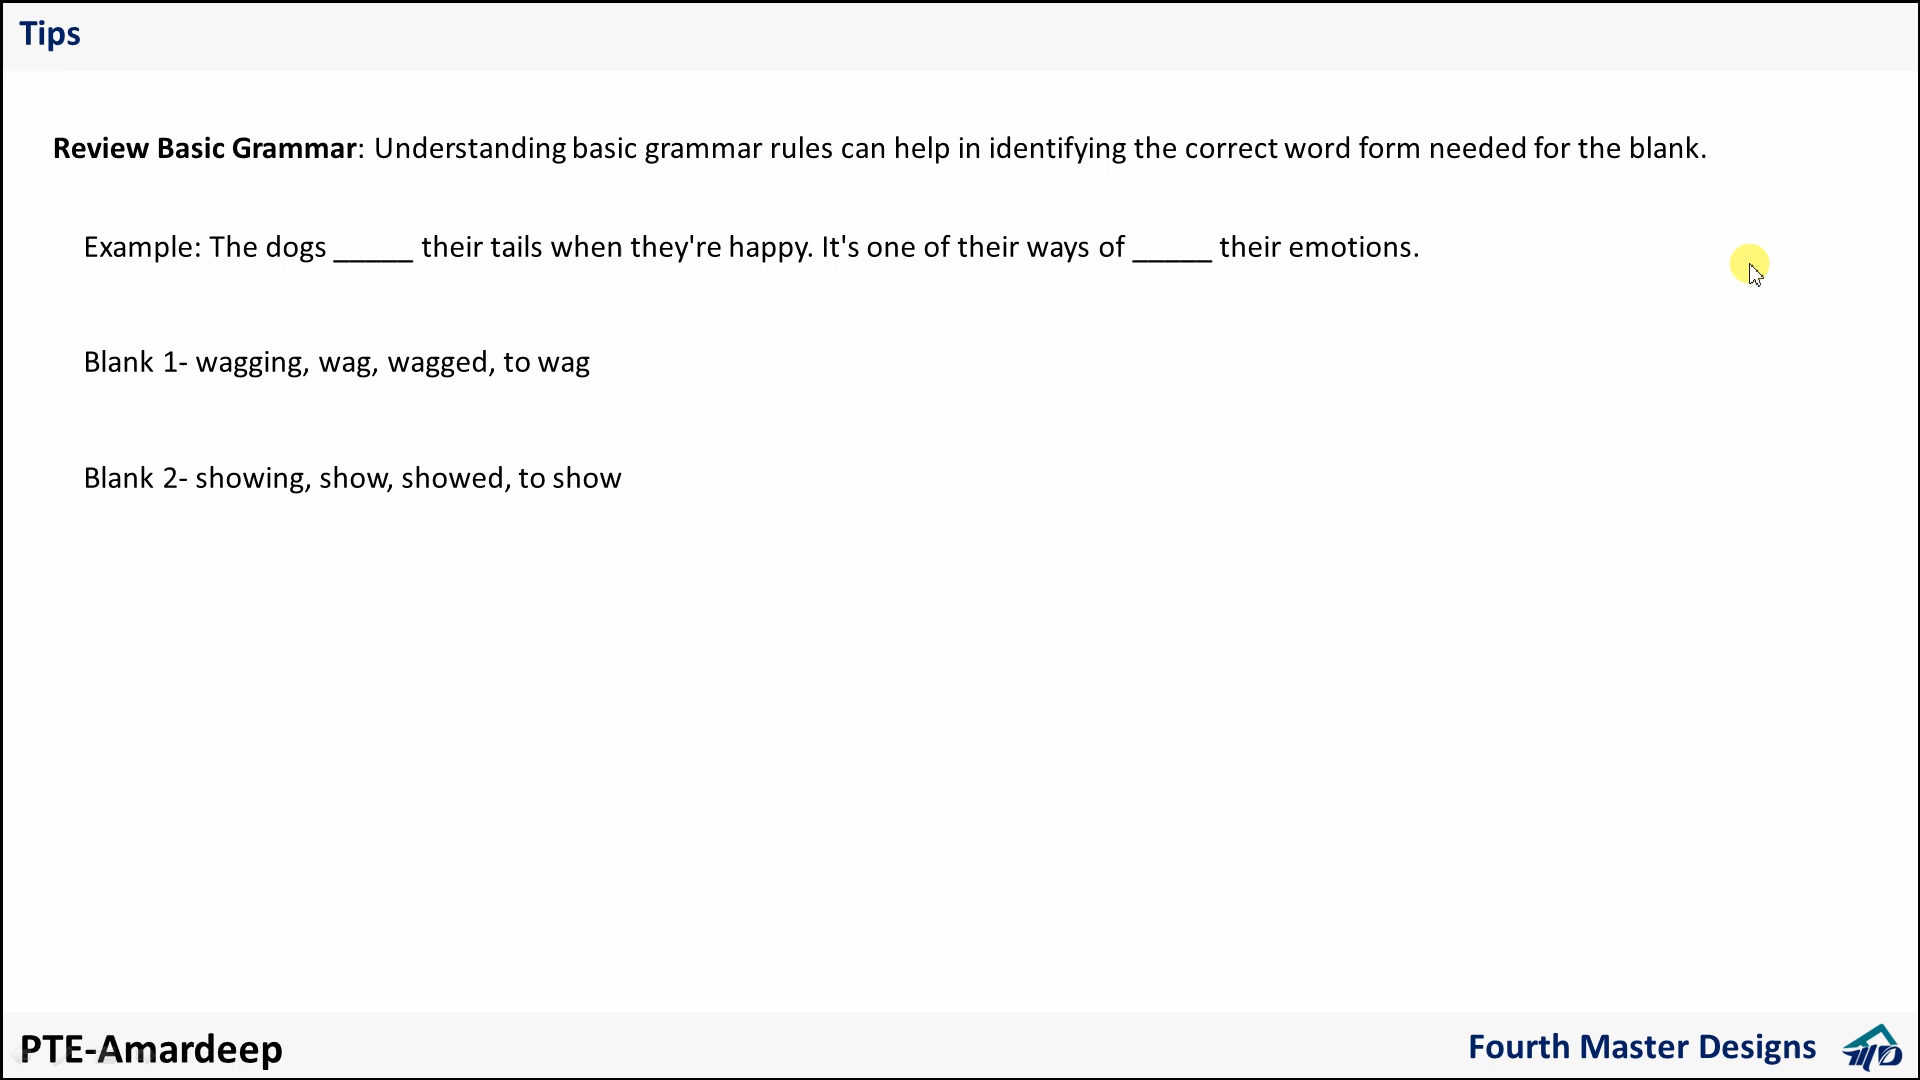 Tips
Review Basic Grammar: Understanding basic grammar rules can help in identifying the correct word form needed for the blank.
Example: The dogs _____ their tails when they're happy. It's one of their ways of _____ their emotions.
Blank 1- wagging, wag, wagged, to wag
Blank 2- showing, show, showed, to show
PTE-Amardeep
Fourth Master Designs